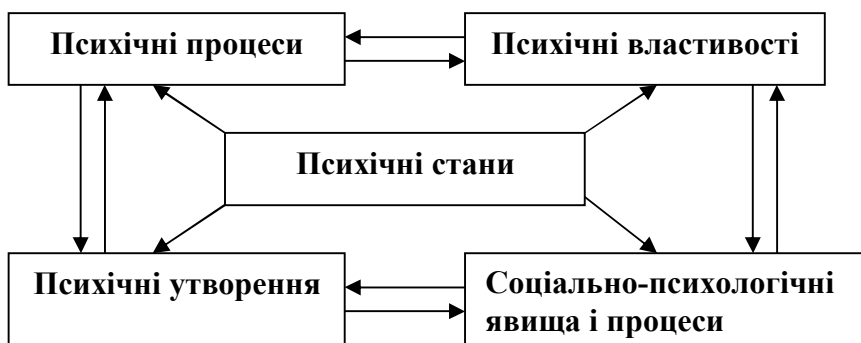 Психічні процеси
Психічні властивості
Психічні стани
Психічні утворення
Соціально-психологічні
явища і процеси